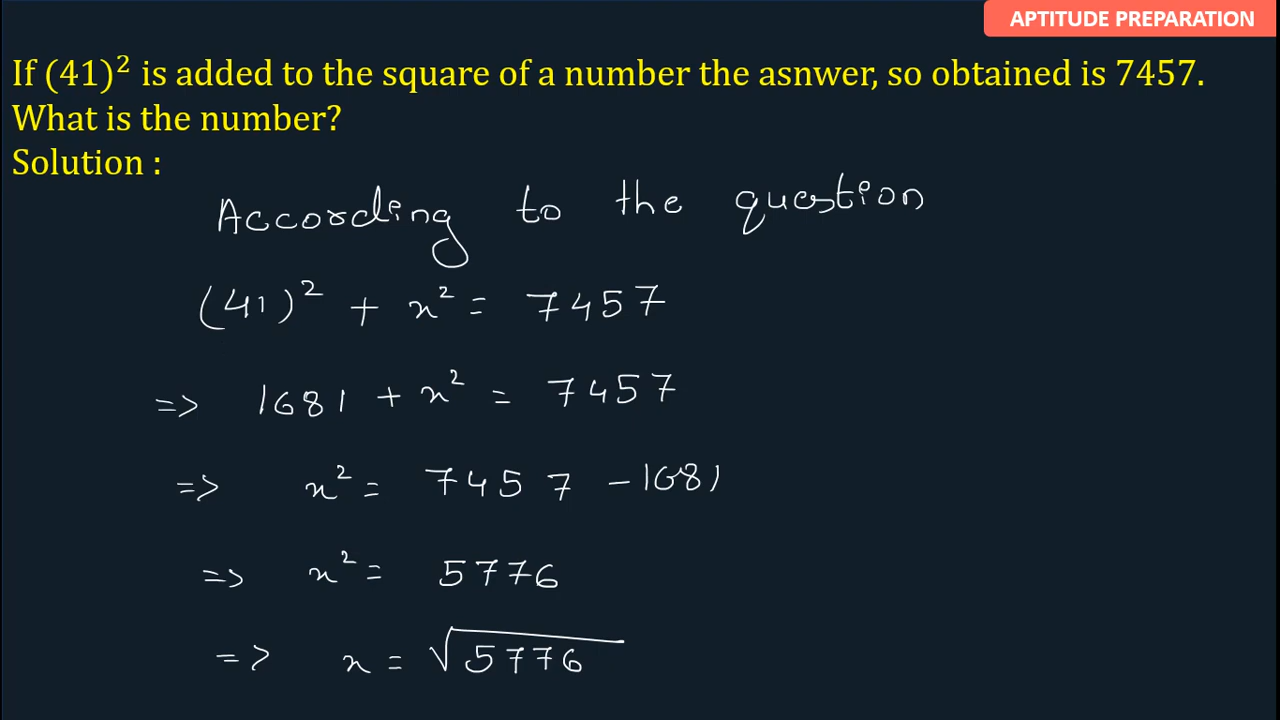 APTITUDE PREPARATION
If (41)² is added to the square of a number the asnwer, so obtained is 7457.
What is the number?
Solution :
According to the question
(41)² + x² = 7457
=> 1681 + x² = 7457
=> x² = 7457 - 1681
=> x² = 5776
=> x = √5776